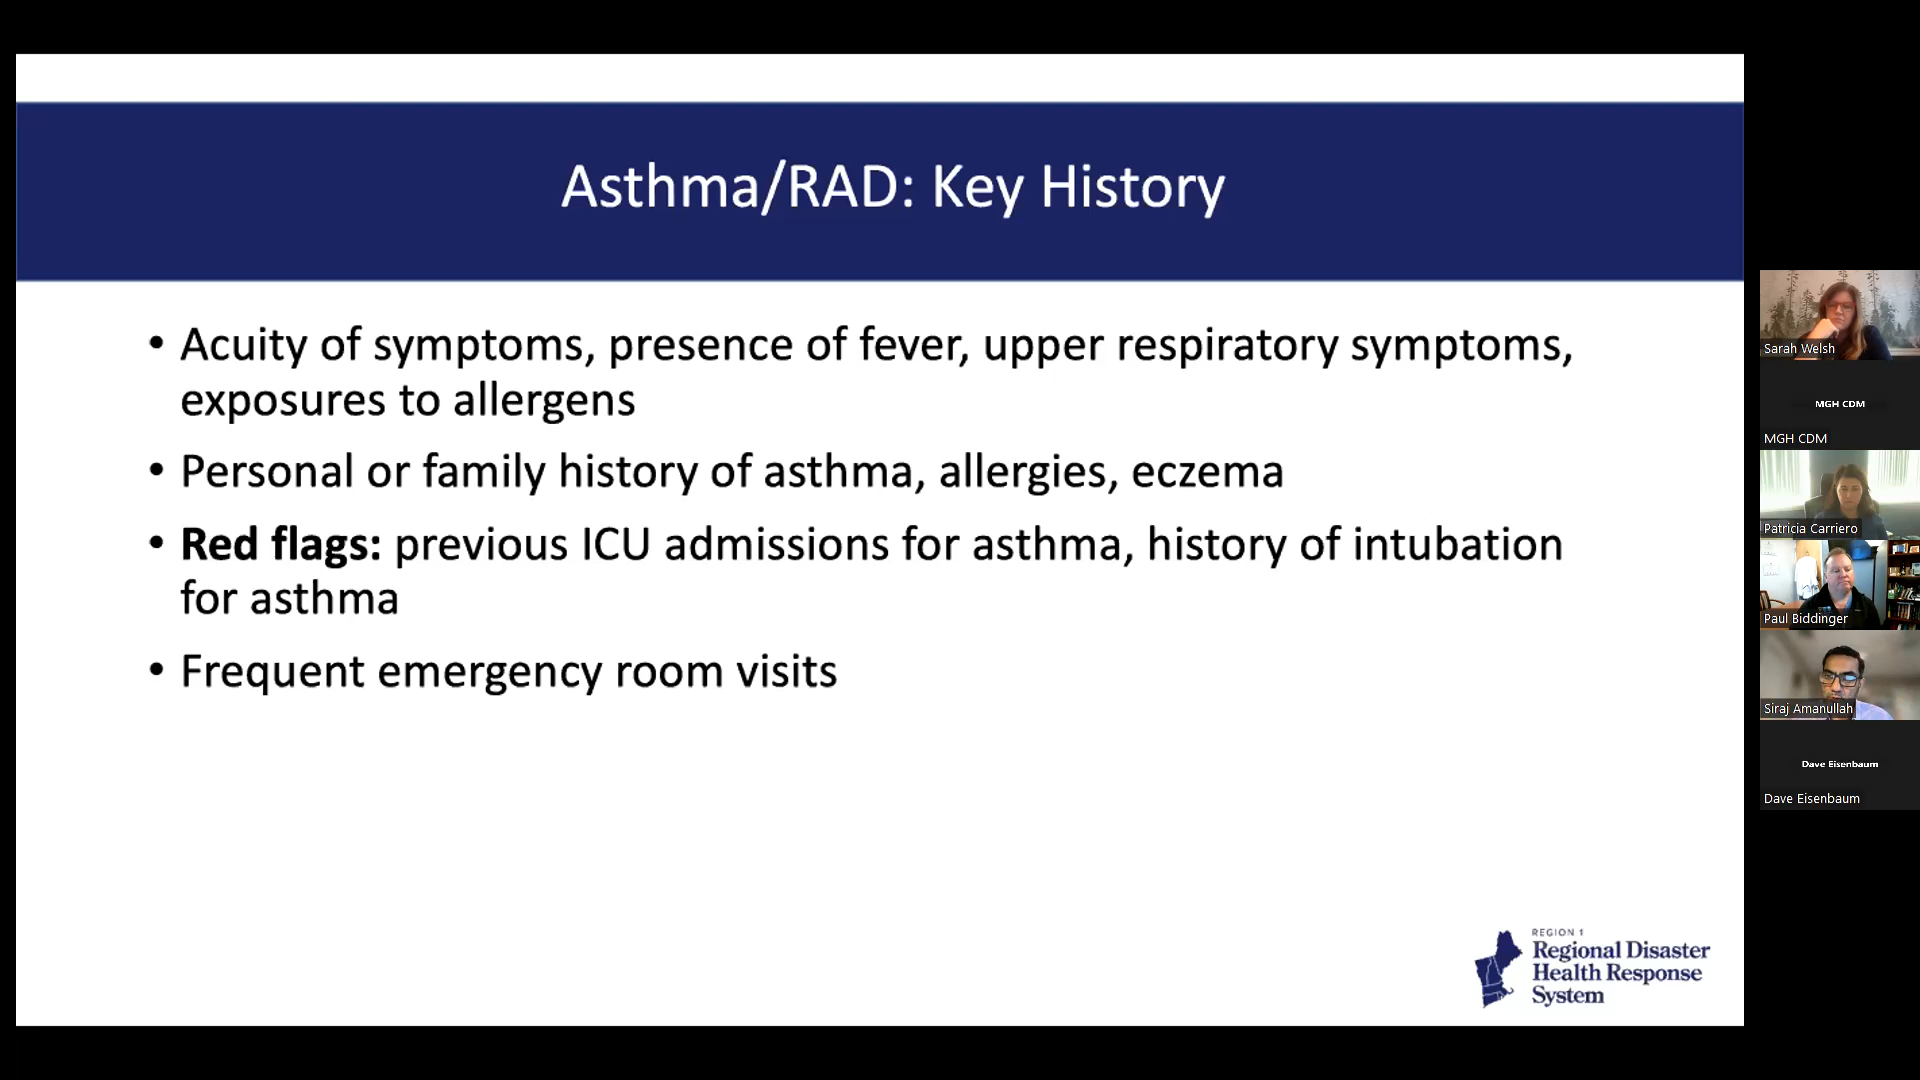 Asthma/RAD: Key History
• Acuity of symptoms, presence of fever, upper respiratory symptoms,
exposures to allergens
• Personal or family history of asthma, allergies, eczema
• Red flags: previous ICU admissions for asthma, history of intubation
for asthma
• Frequent emergency room visits
REGION 1
Regional Disaster
Health Response
System
Sarah Welsh
MGH CDM
MGH CDM
Patricia Carriero
Paul Biddinger
Siraj Amanullah
Dave Eisenbaum
Dave Eisenbaum